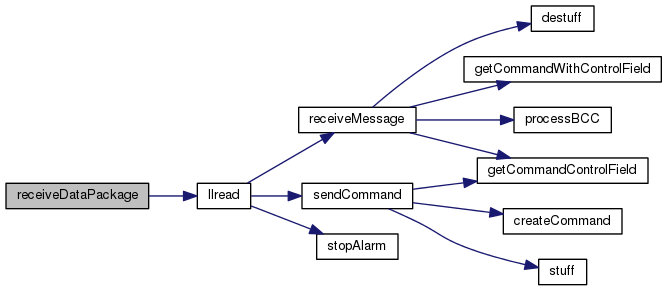 destuff
getCommandWithControlField
receiveMessage
processBCC
getCommandControlField
receiveDataPackage
llread
sendCommand
createCommand
stopAlarm
stuff